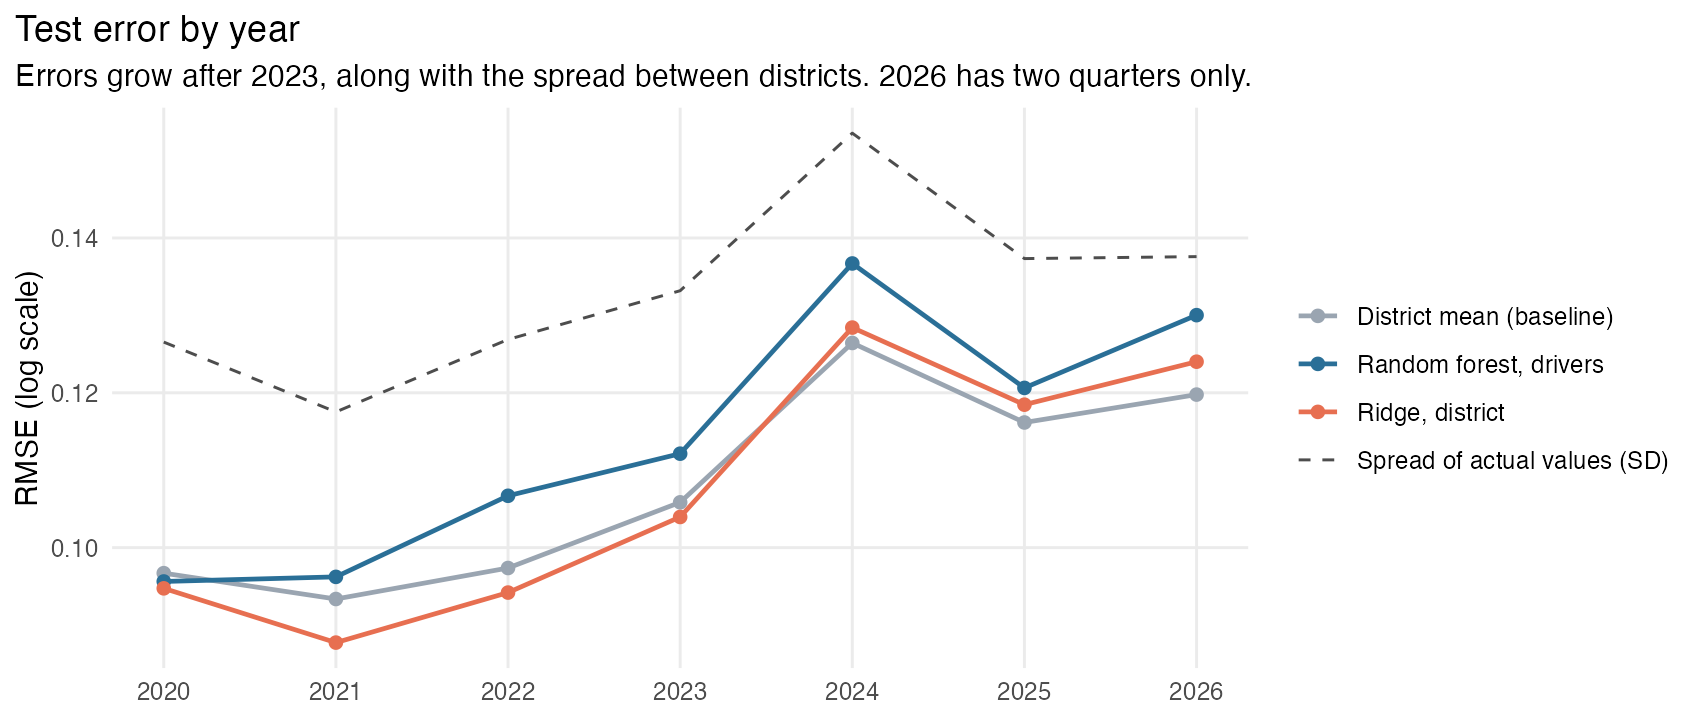 Test error by year
Errors grow after 2023, along with the spread between districts. 2026 has two quarters only.
RMSE (log scale)
0.14
0.12
0.10
2020
2021
2022
2023
2024
2025
2026
District mean (baseline)
Random forest, drivers
Ridge, district
Spread of actual values (SD)